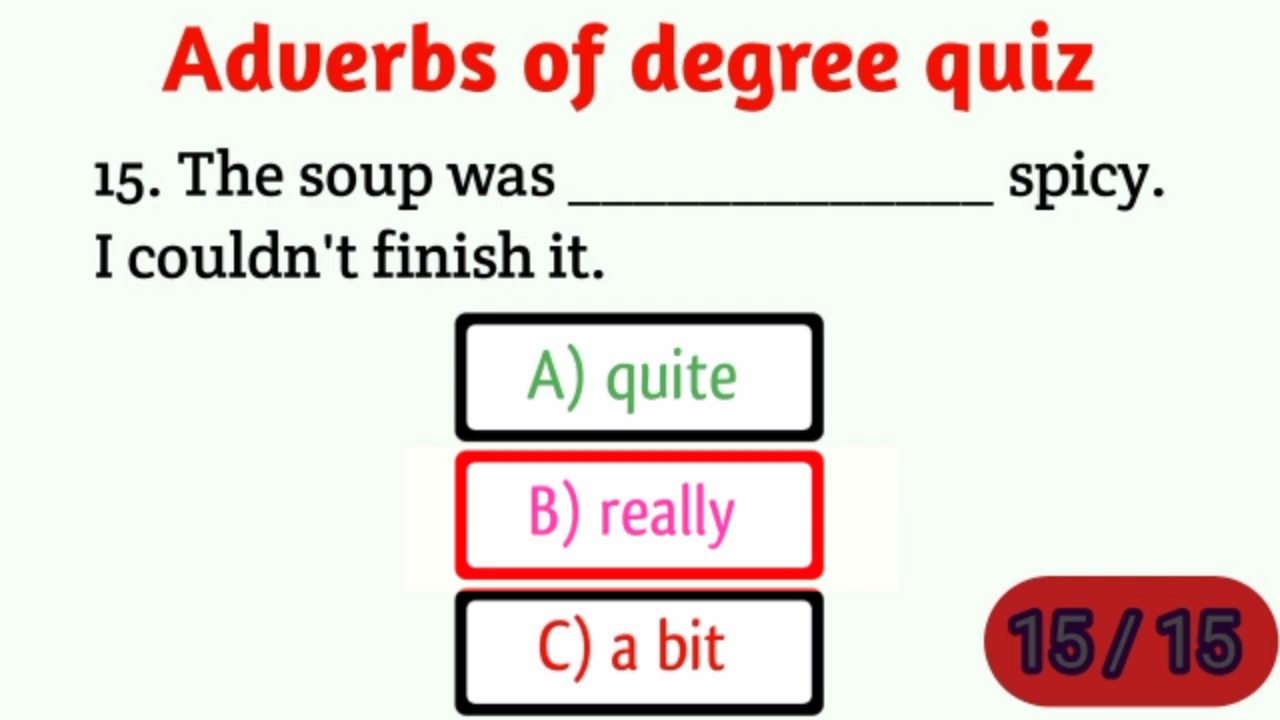 Adverbs of degree quiz
15. The soup was _____________ spicy.
I couldn't finish it.
A) quite
B) really
C) a bit
15/15